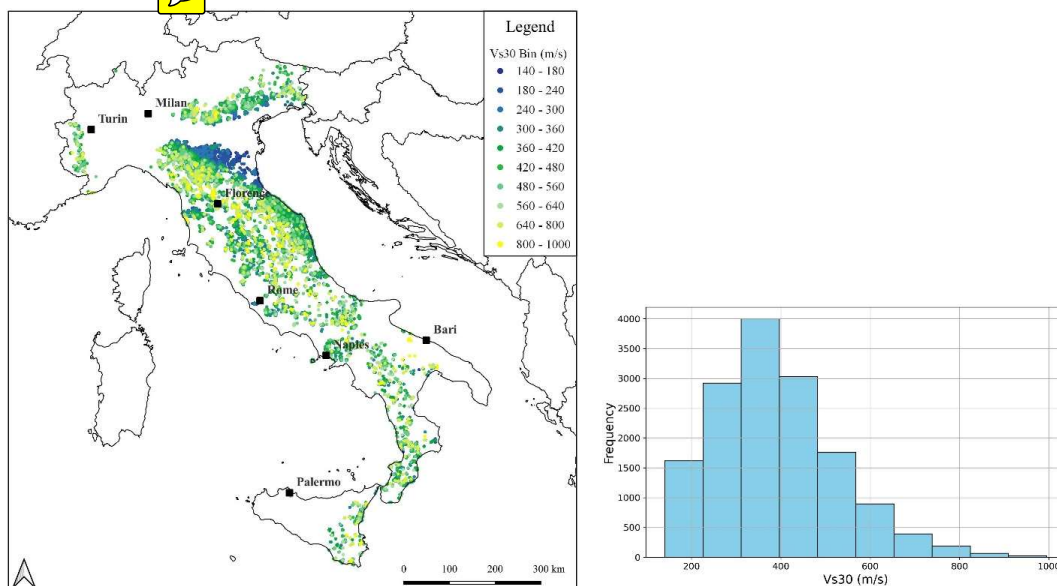 Legend
Vs30 Bin (m/s)
140 - 180
180 - 240
240 - 300
300 - 360
360 - 420
420 - 480
480 - 560
560 - 640
640 - 800
800 - 1000
Milan
Turin
Florence
Rome
Bari
Naples
Palermo
0 100 200 300 km
4000
3500
3000
2500
2000
1500
1000
500
0
Frequency
200 400 600 800 1000
Vs30 (m/s)